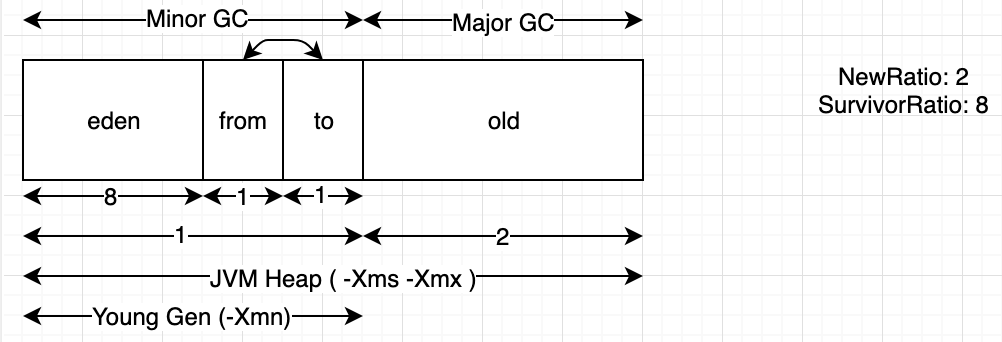 Minor GC
Major GC
NewRatio: 2
SurvivorRatio: 8
eden
from
to
old
8
1
1
1
2
JVM Heap ( -Xms -Xmx )
Young Gen (-Xmn)